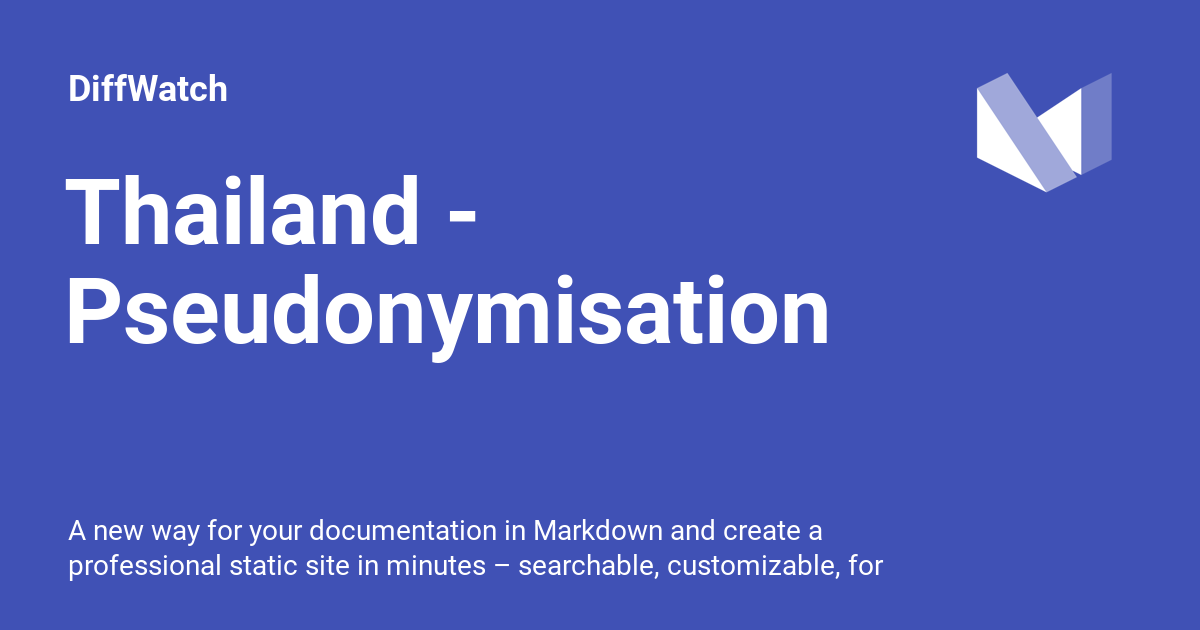 DiffWatch
Thailand -
Pseudonymisation
A new way for your documentation in Markdown and create a
professional static site in minutes – searchable, customizable, for